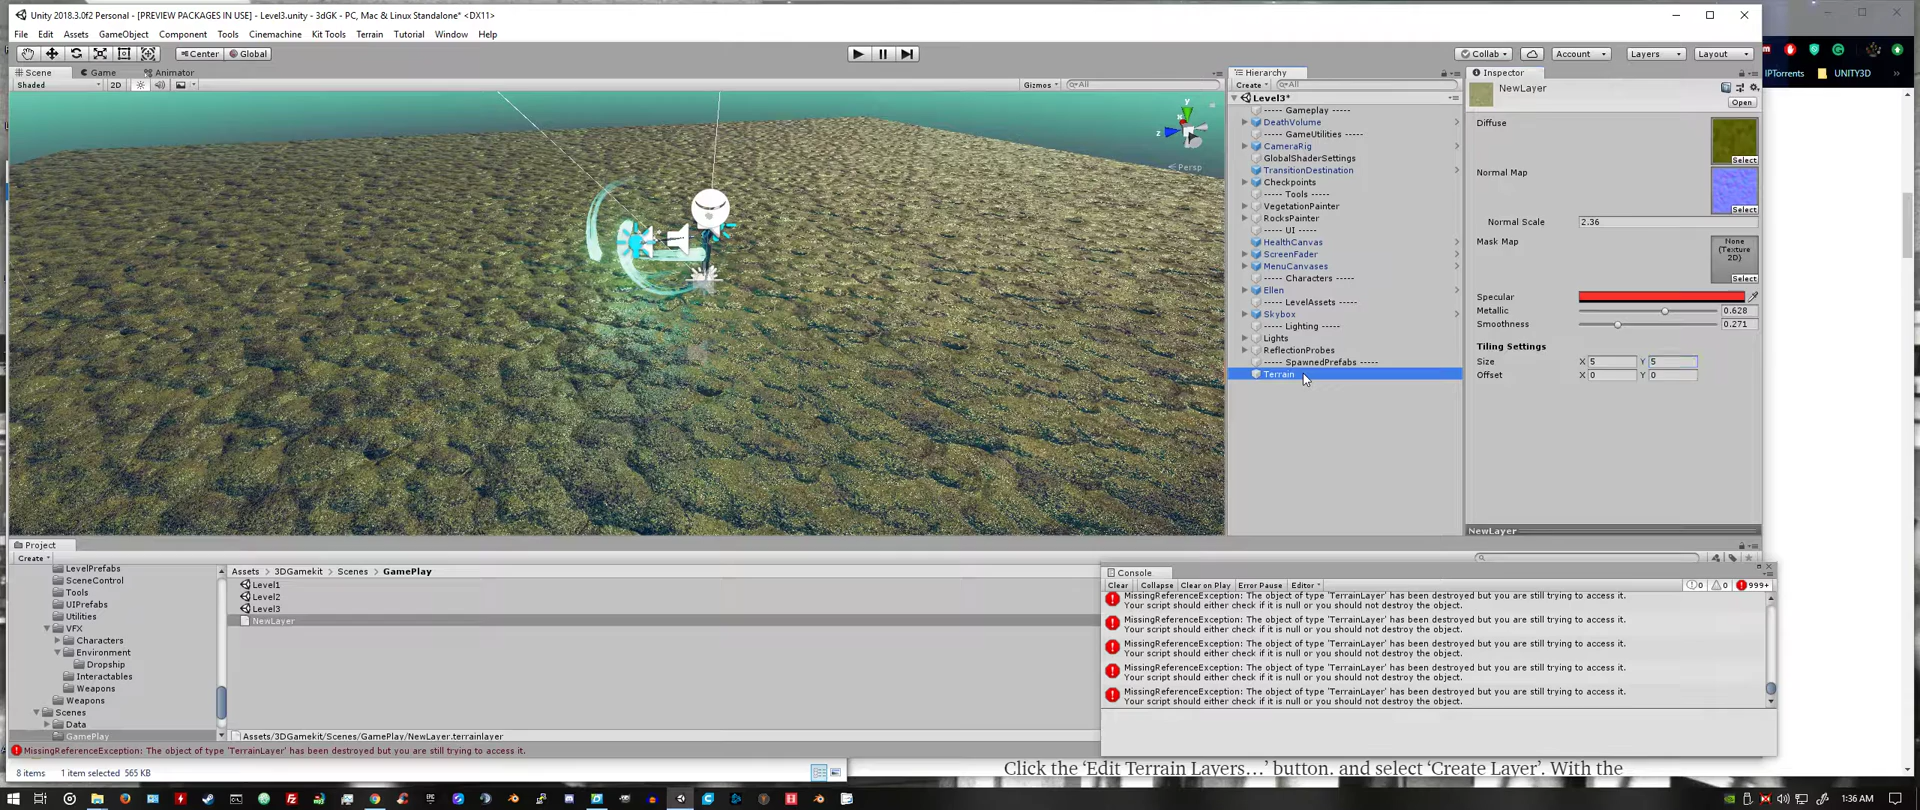 Unity 2018.3.0f2 Personal - [PREVIEW PACKAGES IN USE] - Level3.unity - 3dGK - PC, Mac & Linux Standalone* <DX11>
File Edit Assets GameObject Component Tools Cinemachine Kit Tools Terrain Tutorial Window Help
Center Global Collab Account Layers Layout
IPTorrents UNITY3D
Scene Game Animator
Shaded 2D Gizmos All
y
z
Persp
Hierarchy
Create All
Level3*
----- Gameplay -----
DeathVolume
----- GameUtilities -----
CameraRig
GlobalShaderSettings
TransitionDestination
Checkpoints
----- Tools -----
VegetationPainter
RocksPainter
----- UI -----
HealthCanvas
ScreenFader
MenuCanvases
----- Characters -----
Ellen
----- LevelAssets -----
Skybox
----- Lighting -----
Lights
ReflectionProbes
----- SpawnedPrefabs -----
Terrain
Inspector
NewLayer
Open
Diffuse
Select
Normal Map
Select
Normal Scale 2.36
Mask Map
None (Texture 2D)
Select
Specular
Metallic 0.628
Smoothness 0.271
Tiling Settings
Size X 5 Y 5
Offset X 0 Y 0
NewLayer
Project
Create
LevelPrefabs
SceneControl
Tools
UIPrefabs
Utilities
VFX
Characters
Environment
Dropship
Interactables
Weapons
Weapons
Scenes
Data
GamePlay
Assets 3DGamekit Scenes GamePlay
Level1
Level2
Level3
NewLayer
Assets/3DGamekit/Scenes/GamePlay/NewLayer.terrainlayer
Console
Clear Collapse Clear on Play Error Pause Editor 0 0 999+
MissingReferenceException: The object of type 'TerrainLayer' has been destroyed but you are still trying to access it.
Your script should either check if it is null or you should not destroy the object.
MissingReferenceException: The object of type 'TerrainLayer' has been destroyed but you are still trying to access it.
Your script should either check if it is null or you should not destroy the object.
MissingReferenceException: The object of type 'TerrainLayer' has been destroyed but you are still trying to access it.
Your script should either check if it is null or you should not destroy the object.
MissingReferenceException: The object of type 'TerrainLayer' has been destroyed but you are still trying to access it.
Your script should either check if it is null or you should not destroy the object.
MissingReferenceException: The object of type 'TerrainLayer' has been destroyed but you are still trying to access it.
Your script should either check if it is null or you should not destroy the object.
MissingReferenceException: The object of type 'TerrainLayer' has been destroyed but you are still trying to access it.
8 items 1 item selected 565 KB
Click the ‘Edit Terrain Layers…’ button. and select ‘Create Layer’. With the
1:36 AM